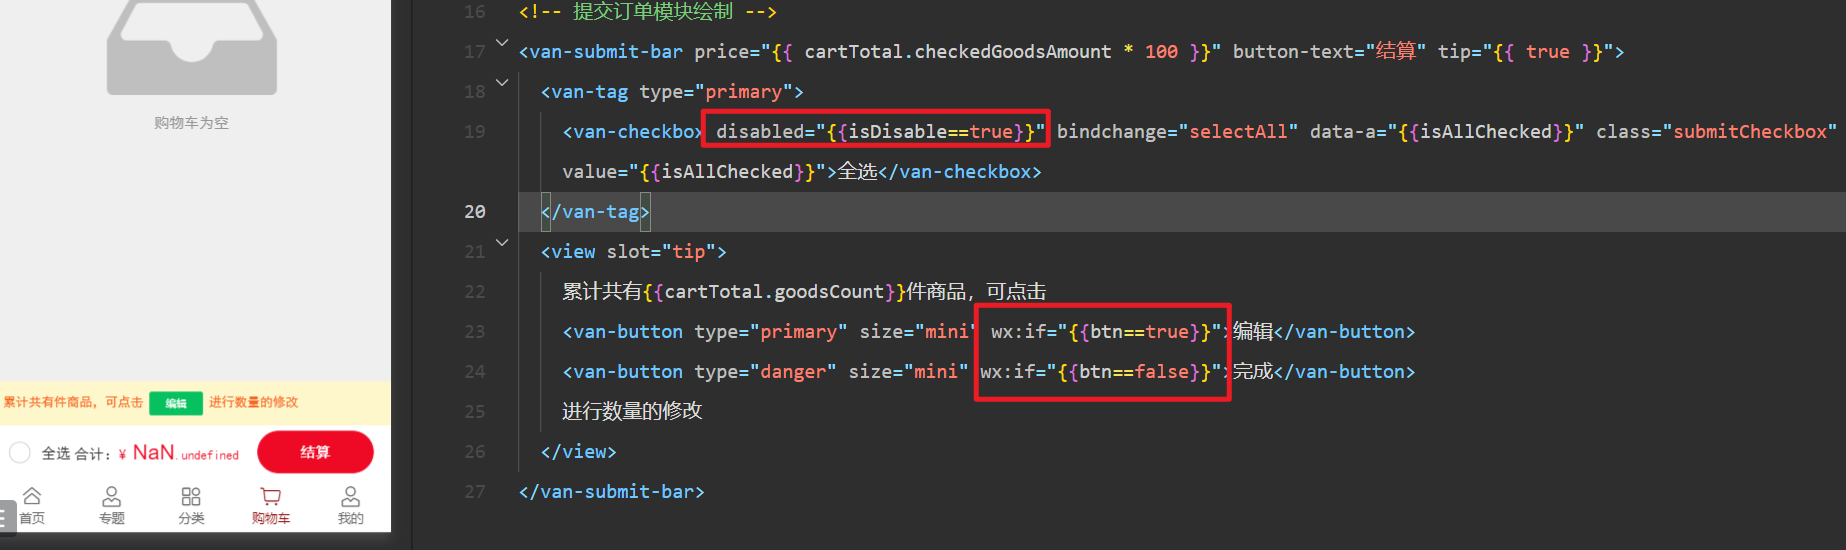 购物车为空
累计共有件商品，可点击 编辑 进行数量的修改
全选 合计：¥ NaN.undefined 结算
首页 专题 分类 购物车 我的
16 <!-- 提交订单模块绘制 -->
17 <van-submit-bar price="{{ cartTotal.checkedGoodsAmount * 100 }}" button-text="结算" tip="{{ true }}">
18 <van-tag type="primary">
19 <van-checkbox disabled="{{isDisable==true}}" bindchange="selectAll" data-a="{{isAllChecked}}" class="submitCheckbox"
value="{{isAllChecked}}">全选</van-checkbox>
20 </van-tag>
21 <view slot="tip">
22 累计共有{{cartTotal.goodsCount}}件商品，可点击
23 <van-button type="primary" size="mini" wx:if="{{btn==true}}">编辑</van-button>
24 <van-button type="danger" size="mini" wx:if="{{btn==false}}">完成</van-button>
25 进行数量的修改
26 </view>
27 </van-submit-bar>